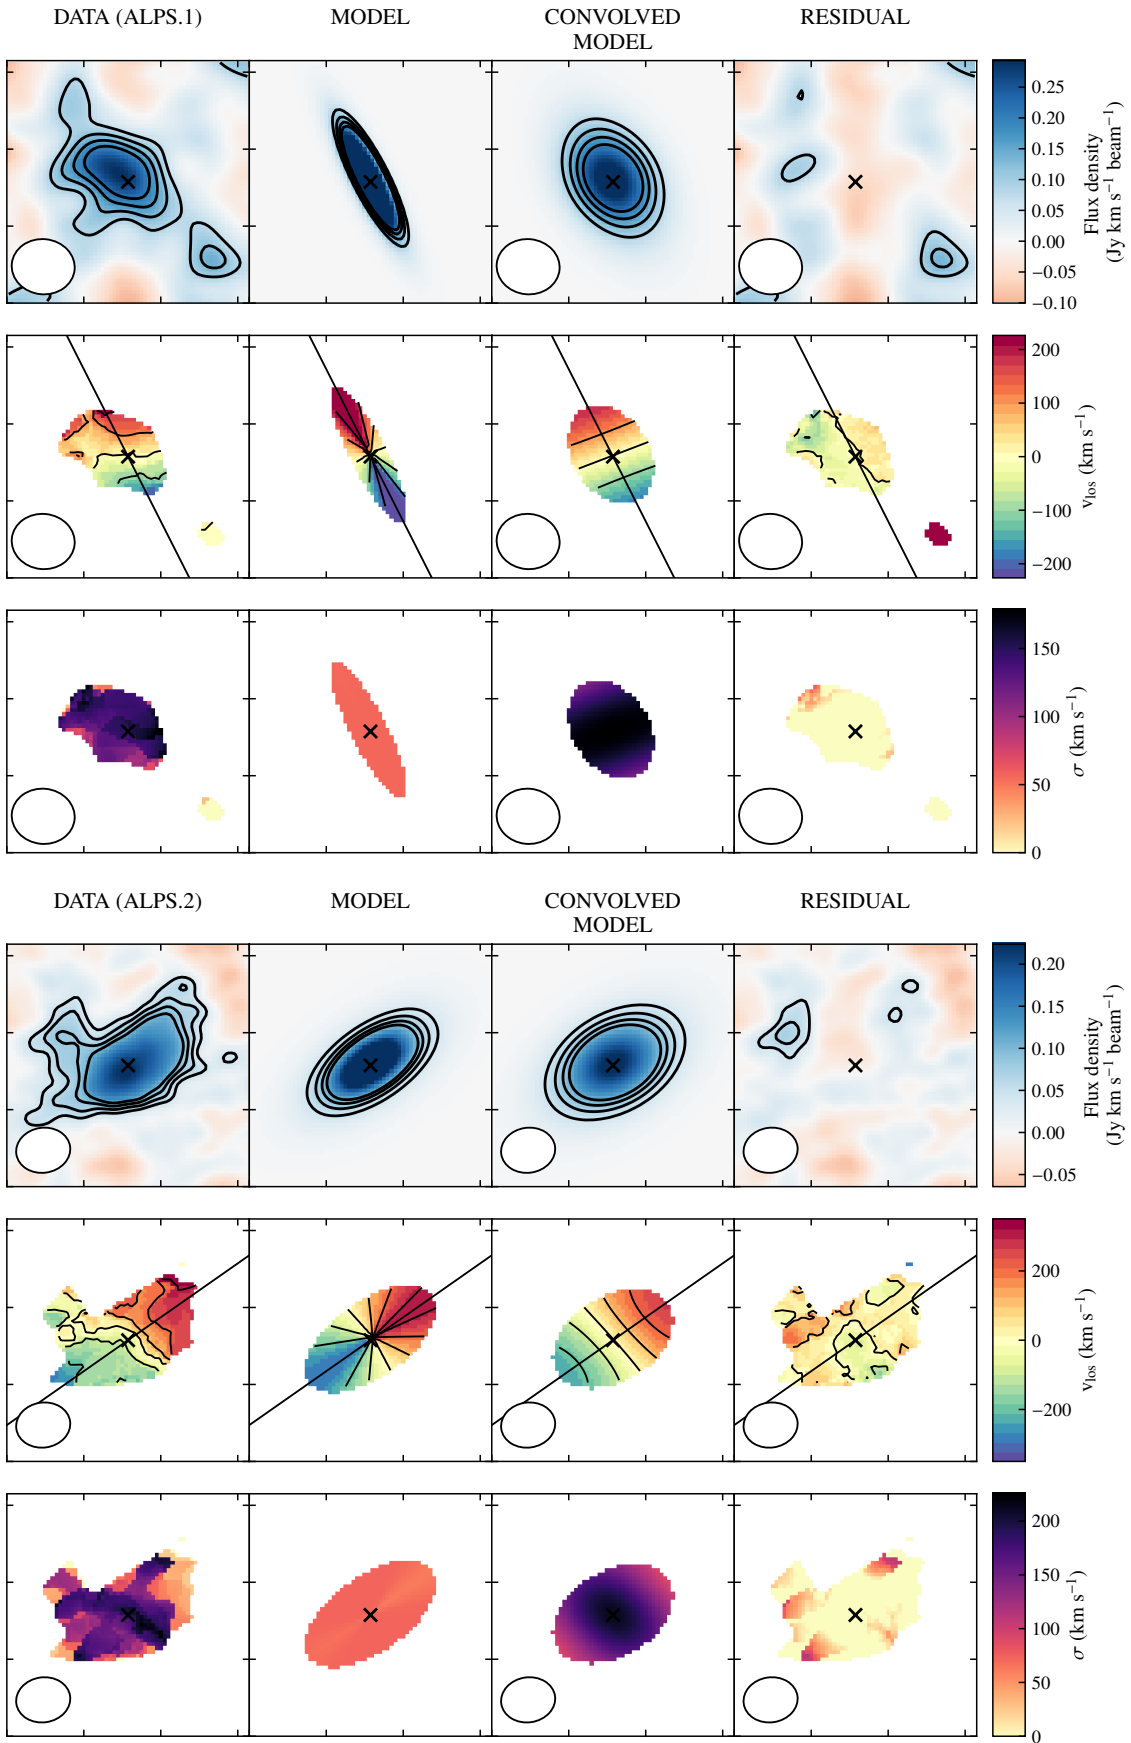 DATA (ALPS.1) MODEL CONVOLVED RESIDUAL
MODEL
0.25
0.20
0.15
0.10
0.05
0.00
−0.05
−0.10
Flux density
(Jy km s⁻¹ beam⁻¹)
200
100
0
−100
−200
v_los (km s⁻¹)
150
100
50
0
σ (km s⁻¹)
DATA (ALPS.2) MODEL CONVOLVED RESIDUAL
MODEL
0.20
0.15
0.10
0.05
0.00
−0.05
Flux density
(Jy km s⁻¹ beam⁻¹)
200
0
−200
v_los (km s⁻¹)
200
150
100
50
0
σ (km s⁻¹)